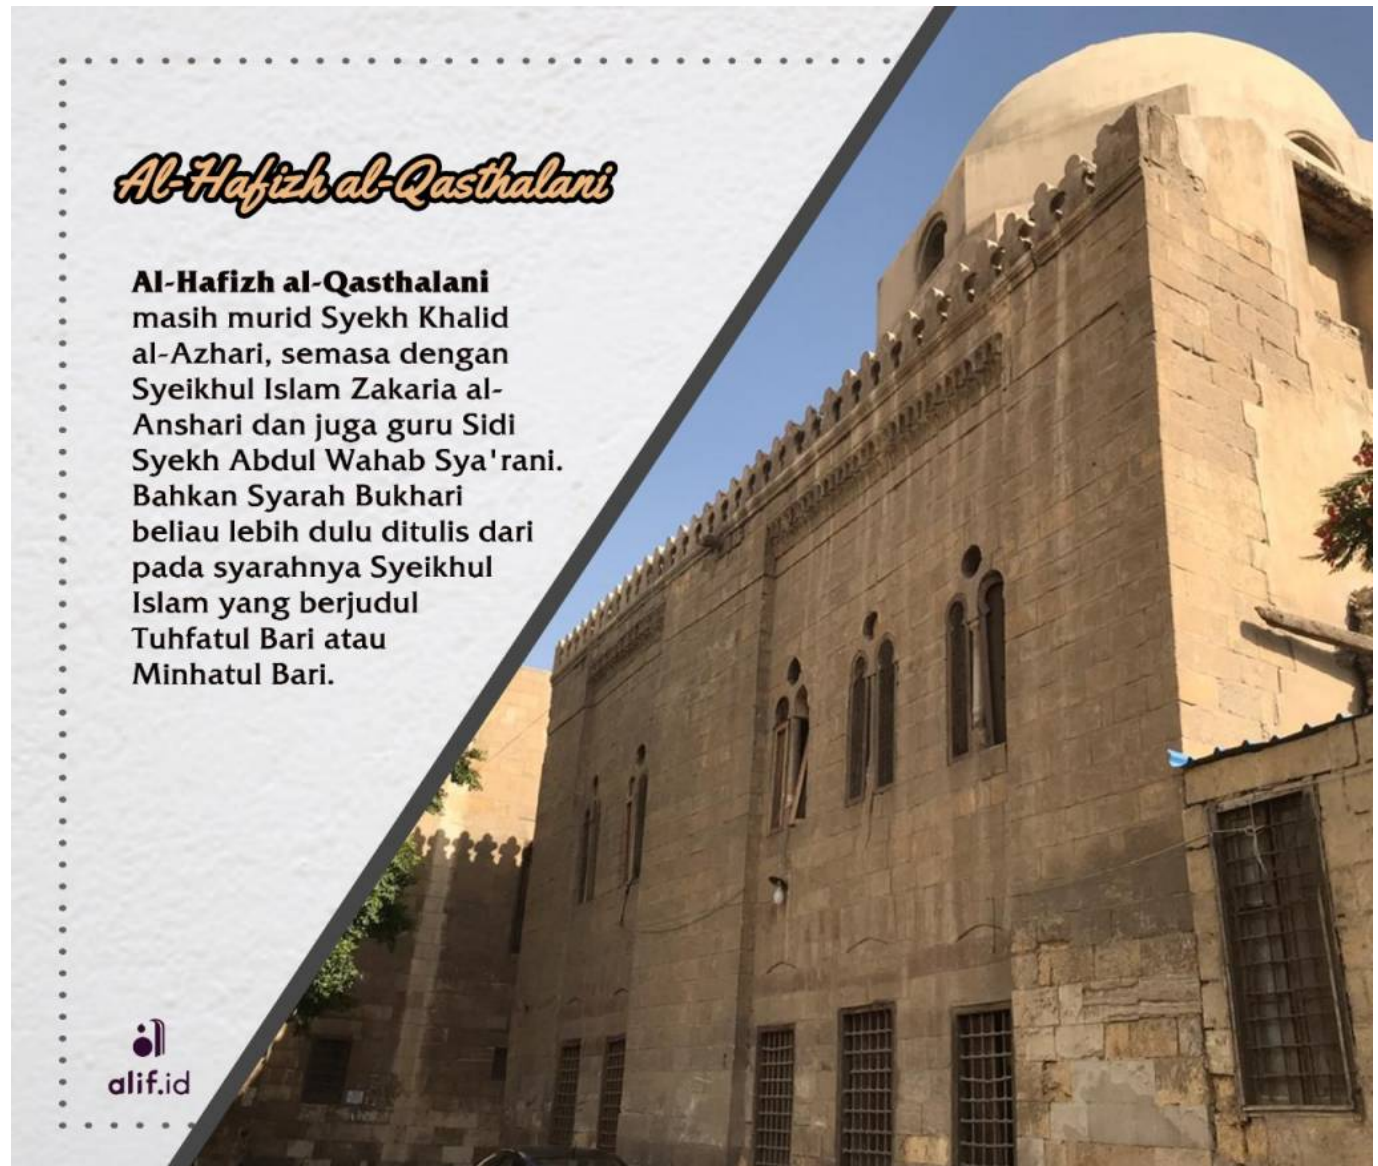 Al-Hafizh al-Qasthalani
Al-Hafizh al-Qasthalani
masih murid Syekh Khalid
al-Azhari, semasa dengan
Syeikhul Islam Zakaria al-
Anshari dan juga guru Sidi
Syekh Abdul Wahab Sya'rani.
Bahkan Syarah Bukhari
beliau lebih dulu ditulis dari
pada syarahnya Syeikhul
Islam yang berjudul
Tuhfatul Bari atau
Minhatul Bari.
alif.id